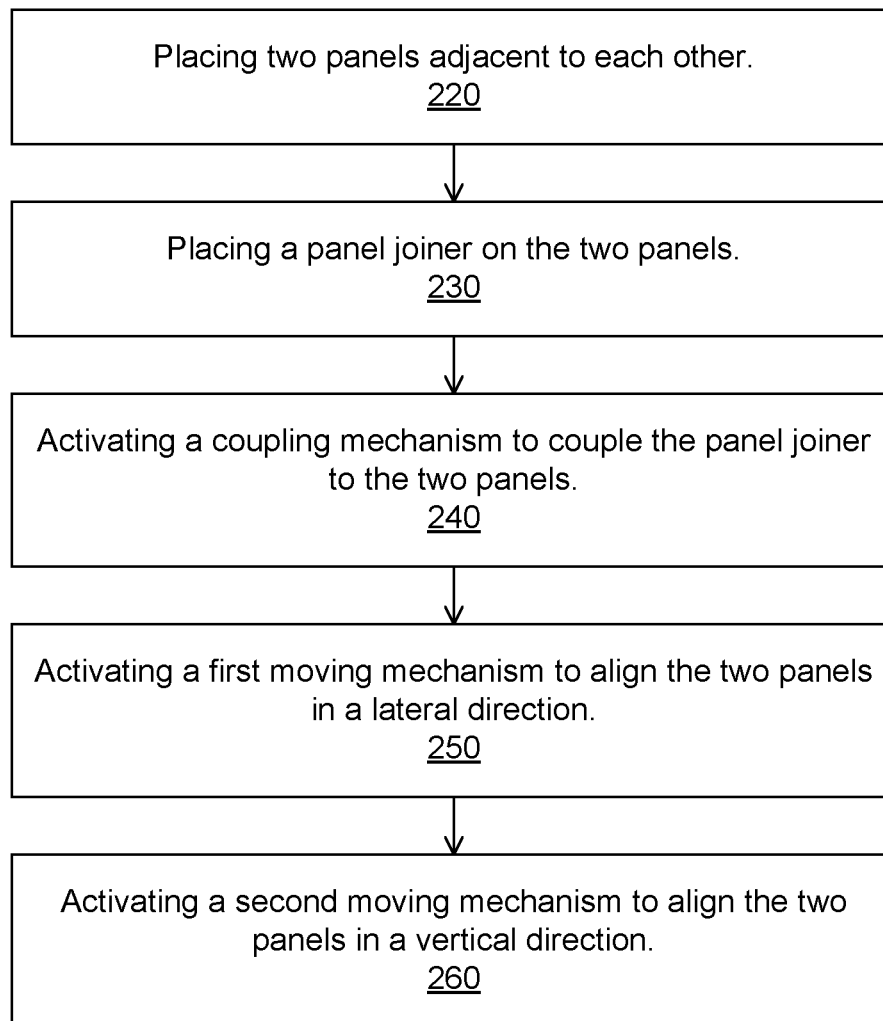 Placing two panels adjacent to each other.
220
Placing a panel joiner on the two panels.
230
Activating a coupling mechanism to couple the panel joiner
to the two panels.
240
Activating a first moving mechanism to align the two panels
in a lateral direction.
250
Activating a second moving mechanism to align the two
panels in a vertical direction.
260